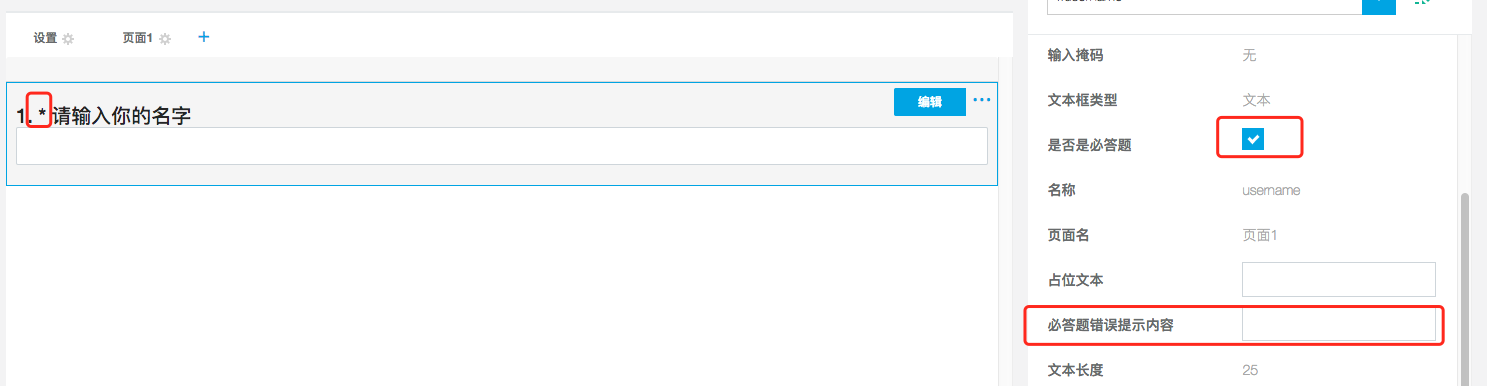 设置
页面1
+
1. * 请输入你的名字
编辑
...
输入掩码 无
文本框类型 文本
是否是必答题
名称 username
页面名 页面1
占位文本
必答题错误提示内容
文本长度 25